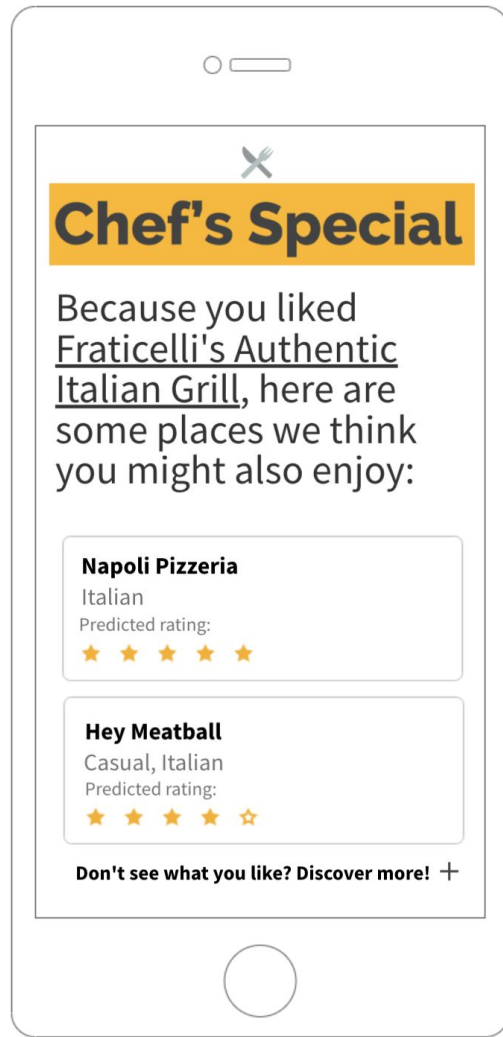 Chef’s Special
Because you liked
Fraticelli's Authentic
Italian Grill, here are
some places we think
you might also enjoy:
Napoli Pizzeria
Italian
Predicted rating:
Hey Meatball
Casual, Italian
Predicted rating:
Don't see what you like? Discover more! +